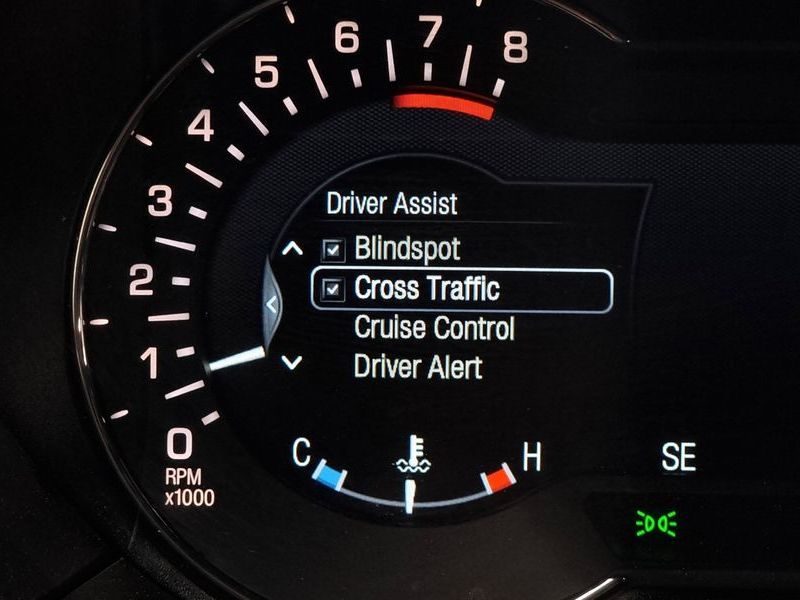 8
7
6
5
4
3
2
1
0
RPM
x1000
Driver Assist
Blindspot
Cross Traffic
Cruise Control
Driver Alert
C
H
SE